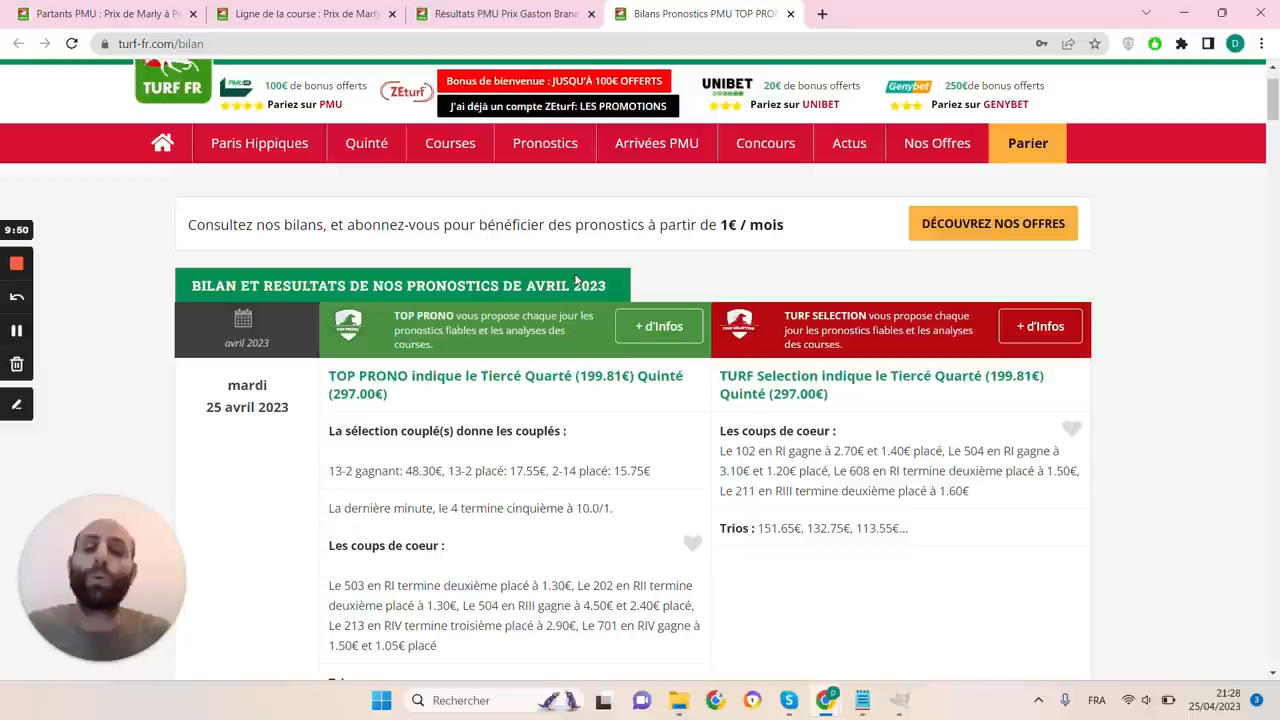 Partants PMU : Prix de Marly à P
Ligne de la course : Prix de Marly
Résultats PMU Prix Gaston Brane
Bilans Pronostics PMU TOP PRON
turf-fr.com/bilan
D
TURF FR
PMU
100€ de bonus offerts
Pariez sur PMU
ZEturf
Bonus de bienvenue : JUSQU'À 100€ OFFERTS
J'ai déjà un compte ZEturf: LES PROMOTIONS
UNIBET
20€ de bonus offerts
Pariez sur UNIBET
Genybet
250€de bonus offerts
Pariez sur GENYBET
Paris Hippiques
Quinté
Courses
Pronostics
Arrivées PMU
Concours
Actus
Nos Offres
Parier
Consultez nos bilans, et abonnez-vous pour bénéficier des pronostics à partir de 1€ / mois
DÉCOUVREZ NOS OFFRES
9:50
BILAN ET RESULTATS DE NOS PRONOSTICS DE AVRIL 2023
avril 2023
TOP PRONO
TOP PRONO vous propose chaque jour les
pronostics fiables et les analyses des
courses.
+ d'Infos
TURF SELECTION
TURF SELECTION vous propose chaque
jour les pronostics fiables et les analyses
des courses.
+ d'Infos
mardi
25 avril 2023
TOP PRONO indique le Tiercé Quarté (199.81€) Quinté
(297.00€)
La sélection couplé(s) donne les couplés :
13-2 gagnant: 48.30€, 13-2 placé: 17.55€, 2-14 placé: 15.75€
La dernière minute, le 4 termine cinquième à 10.0/1.
Les coups de coeur :
Le 503 en RI termine deuxième placé à 1.30€, Le 202 en RII termine
deuxième placé à 1.30€, Le 504 en RIII gagne à 4.50€ et 2.40€ placé,
Le 213 en RIV termine troisième placé à 2.90€, Le 701 en RIV gagne à
1.50€ et 1.05€ placé
TURF Selection indique le Tiercé Quarté (199.81€)
Quinté (297.00€)
Les coups de coeur :
Le 102 en RI gagne à 2.70€ et 1.40€ placé, Le 504 en RI gagne à
3.10€ et 1.20€ placé, Le 608 en RI termine deuxième placé à 1.50€,
Le 211 en RIII termine deuxième placé à 1.60€
Trios : 151.65€, 132.75€, 113.55€...
Rechercher
FRA
21:28
25/04/2023
3